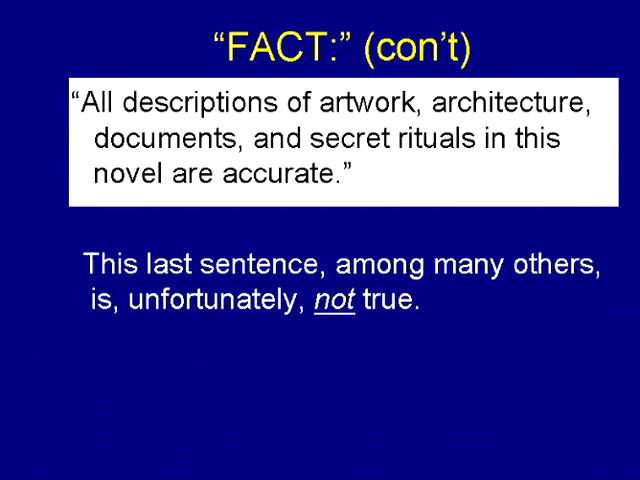 “FACT:” (con’t)
“All descriptions of artwork, architecture,
documents, and secret rituals in this
novel are accurate.”
This last sentence, among many others,
is, unfortunately, not true.